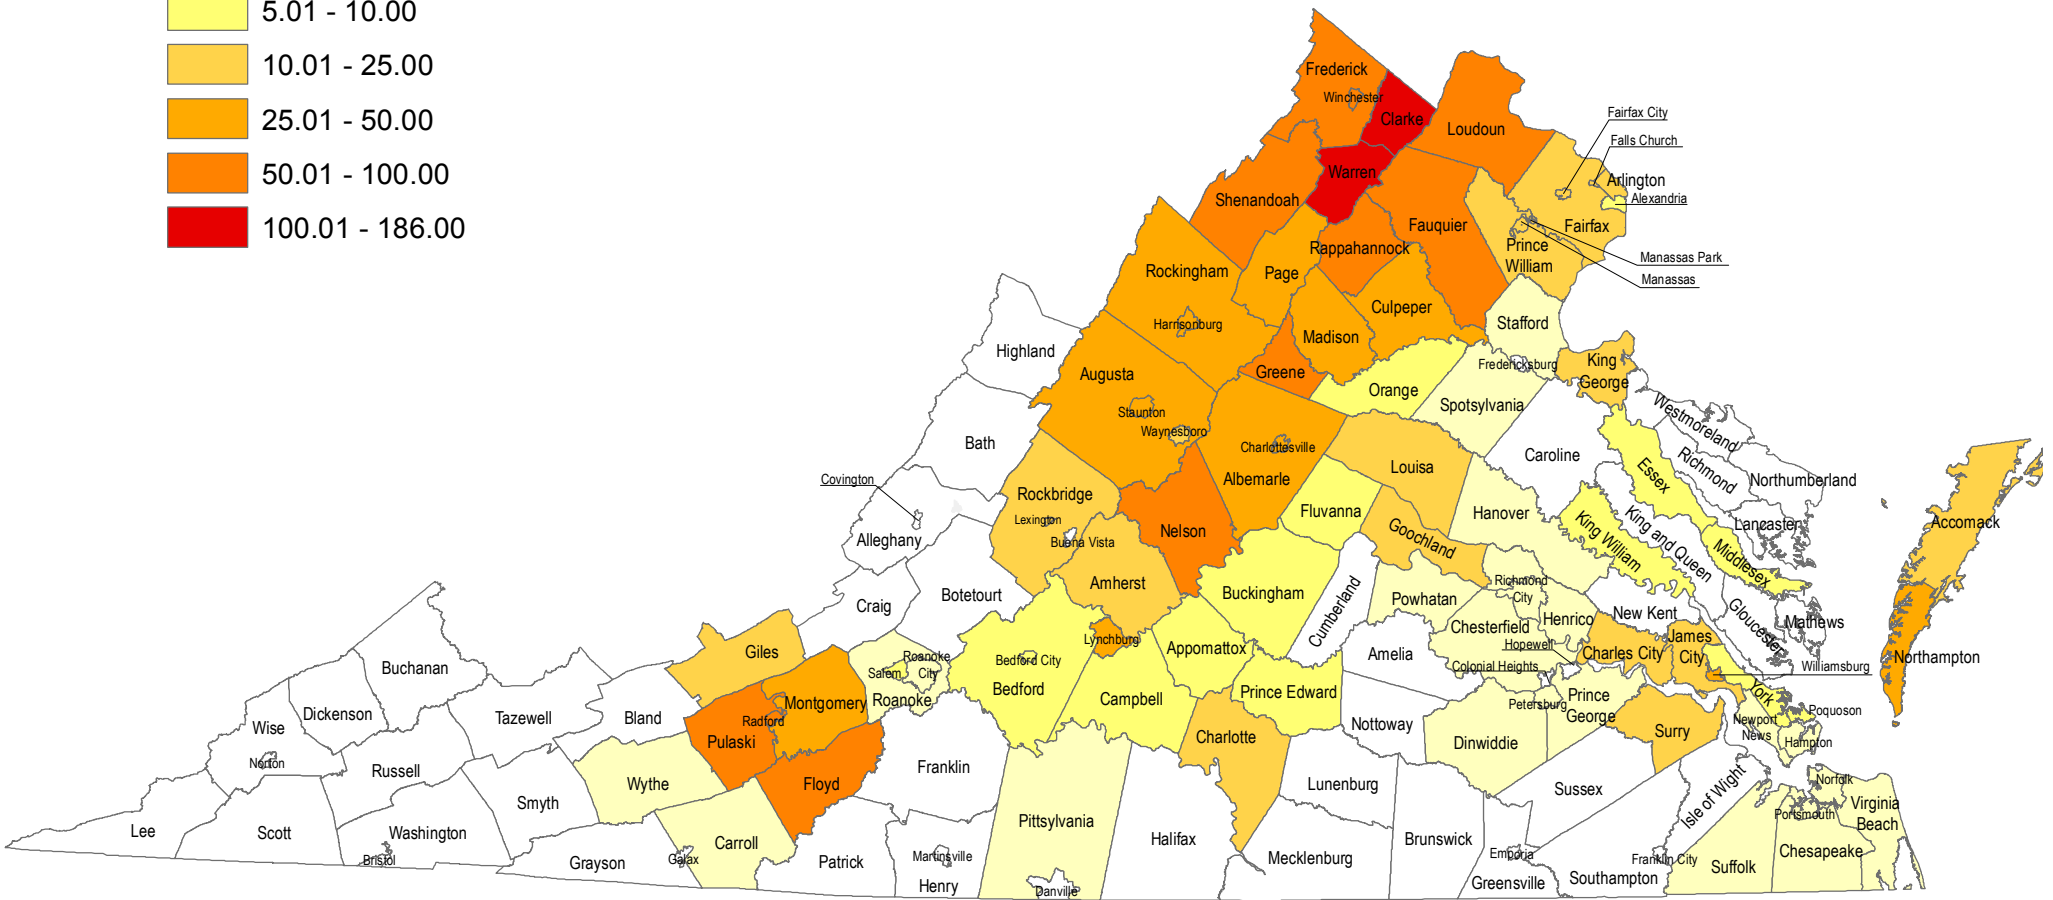 5.01 - 10.00
10.01 - 25.00
25.01 - 50.00
50.01 - 100.00
100.01 - 186.00
Frederick
Winchester
Clarke
Loudoun
Fairfax City
Falls Church
Arlington
Alexandria
Warren
Shenandoah
Fauquier
Fairfax
Rappahannock
Prince
William
Manassas Park
Manassas
Rockingham
Page
Culpeper
Harrisonburg
Madison
Stafford
Highland
Greene
Fredericksburg
King
George
Augusta
Orange
Spotsylvania
Staunton
Waynesboro
Westmoreland
Bath
Charlottesville
Albemarle
Louisa
Caroline
Richmond
Essex
Northumberland
Covington
Rockbridge
Lexington
Fluvanna
Hanover
Lancaster
Accomack
Alleghany
Buena Vista
Nelson
Goochland
King William
King and Queen
Middlesex
Amherst
Buckingham
Richmond
City
Craig
Botetourt
Cumberland
Powhatan
New Kent
Gloucester
Mathews
Chesterfield
Henrico
Hopewell
James
City
Charles City
Lynchburg
Appomattox
Amelia
Colonial Heights
Williamsburg
Northampton
Giles
Roanoke
City
Salem
Roanoke
Bedford City
Bedford
Buchanan
Dickenson
Wise
Norton
Tazewell
Bland
Radford
Montgomery
Pulaski
Campbell
Prince Edward
Nottoway
Petersburg
Prince
George
York
Poquoson
Newport
News
Hampton
Surry
Dinwiddie
Charlotte
Russell
Wythe
Floyd
Franklin
Lunenburg
Sussex
Isle of Wight
Norfolk
Portsmouth
Virginia
Beach
Smyth
Lee
Scott
Washington
Bristol
Carroll
Pittsylvania
Halifax
Brunswick
Grayson
Galax
Patrick
Martinsville
Henry
Danville
Mecklenburg
Emporia
Greensville
Franklin City
Southampton
Suffolk
Chesapeake